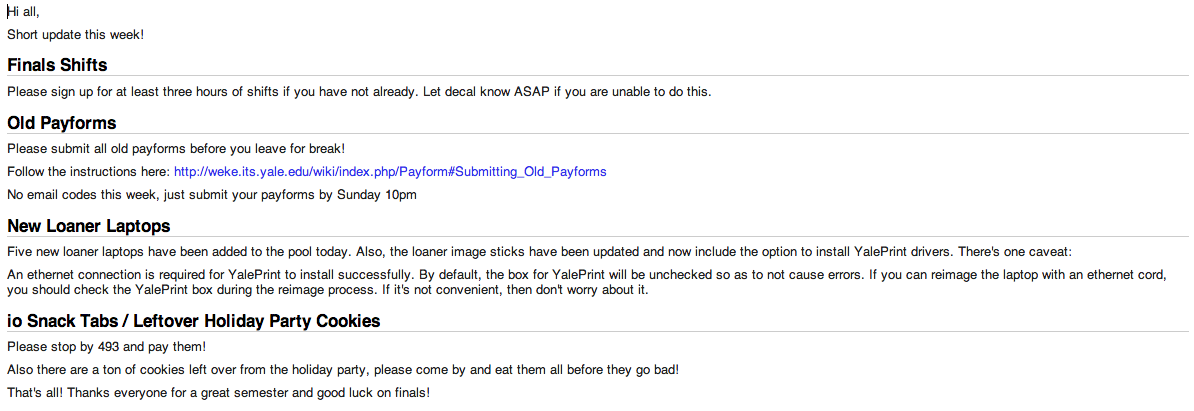 Hi all,
Short update this week!
Finals Shifts
Please sign up for at least three hours of shifts if you have not already. Let decal know ASAP if you are unable to do this.
Old Payforms
Please submit all old payforms before you leave for break!
Follow the instructions here: http://weke.its.yale.edu/wiki/index.php/Payform#Submitting_Old_Payforms
No email codes this week, just submit your payforms by Sunday 10pm
New Loaner Laptops
Five new loaner laptops have been added to the pool today. Also, the loaner image sticks have been updated and now include the option to install YalePrint drivers. There's one caveat:
An ethernet connection is required for YalePrint to install successfully. By default, the box for YalePrint will be unchecked so as to not cause errors. If you can reimage the laptop with an ethernet cord,
you should check the YalePrint box during the reimage process. If it's not convenient, then don't worry about it.
io Snack Tabs / Leftover Holiday Party Cookies
Please stop by 493 and pay them!
Also there are a ton of cookies left over from the holiday party, please come by and eat them all before they go bad!
That's all! Thanks everyone for a great semester and good luck on finals!